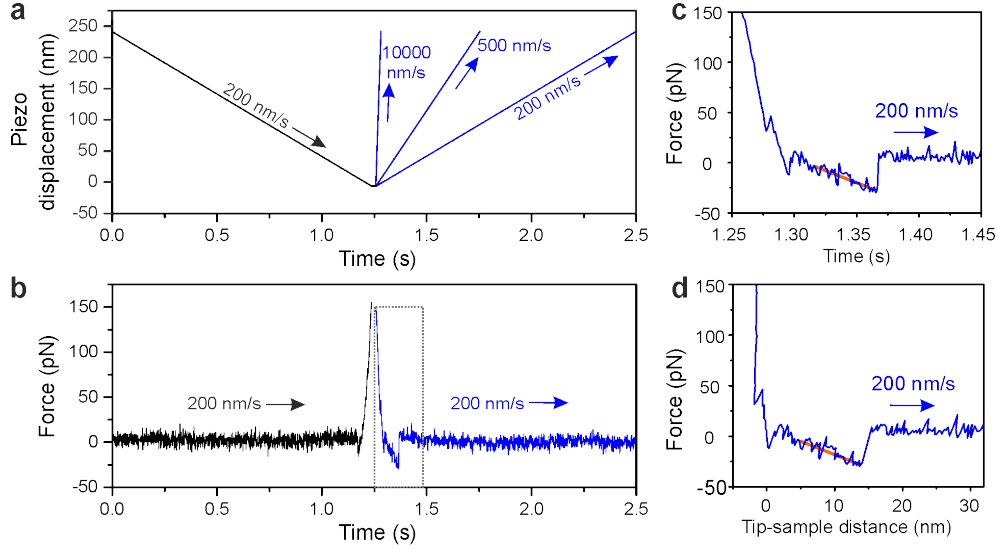 a
Piezo
displacement (nm)
250
200
150
100
50
0
-50
200 nm/s
10000
nm/s
500 nm/s
200 nm/s
0.0
0.5
1.0
1.5
2.0
2.5
Time (s)
b
Force (pN)
150
100
50
0
-50
200 nm/s
200 nm/s
0.0
0.5
1.0
1.5
2.0
2.5
Time (s)
c
Force (pN)
150
100
50
0
-50
200 nm/s
1.25
1.30
1.35
1.40
1.45
Time (s)
d
Force (pN)
150
100
50
0
-50
200 nm/s
0
10
20
30
Tip-sample distance (nm)